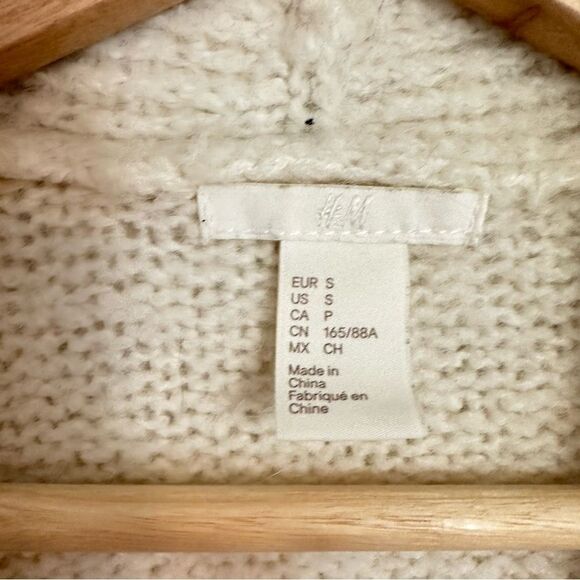 H&M
EUR S
US S
CA P
CN 165/88A
MX CH
Made in
China
Fabriqué en
Chine